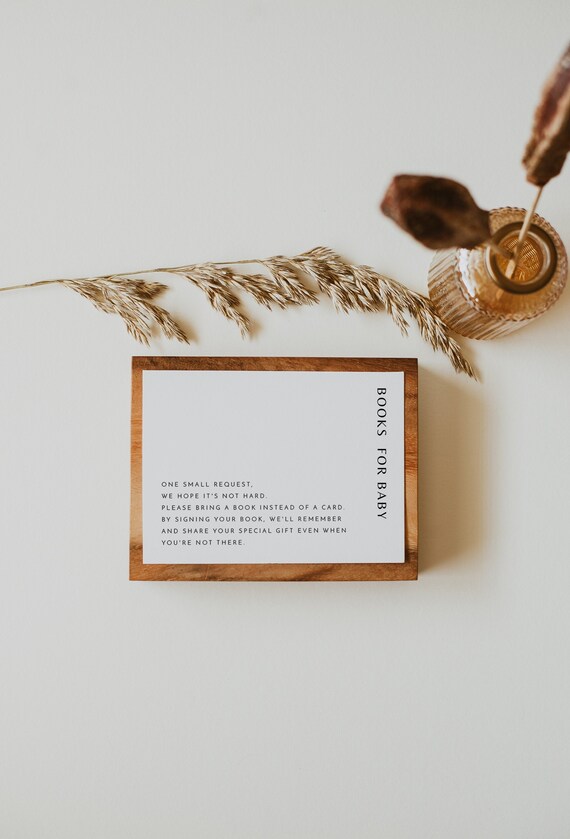 BOOKS FOR BABY
ONE SMALL REQUEST,
WE HOPE IT'S NOT HARD.
PLEASE BRING A BOOK INSTEAD OF A CARD.
BY SIGNING YOUR BOOK, WE'LL REMEMBER
AND SHARE YOUR SPECIAL GIFT EVEN WHEN
YOU'RE NOT THERE.